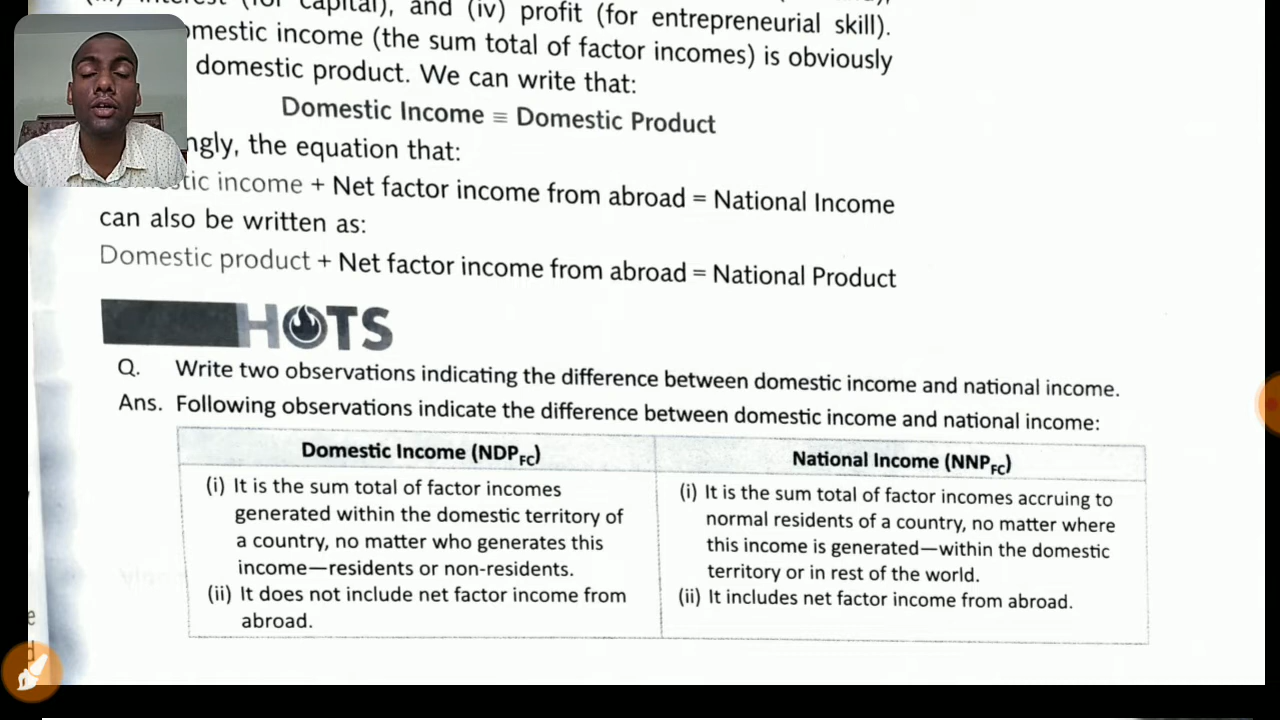 capital), and (iv) profit (for entrepreneurial skill).
income (the sum total of factor incomes) is obviously
domestic product. We can write that:
Domestic Income ≡ Domestic Product
the equation that:
income + Net factor income from abroad = National Income
can also be written as:
Domestic product + Net factor income from abroad = National Product
HOTS
Q. Write two observations indicating the difference between domestic income and national income.
Ans. Following observations indicate the difference between domestic income and national income:
Domestic Income (NDPFC)
(i) It is the sum total of factor incomes
generated within the domestic territory of
a country, no matter who generates this
income—residents or non-residents.
(ii) It does not include net factor income from
abroad.
National Income (NNPFC)
(i) It is the sum total of factor incomes accruing to
normal residents of a country, no matter where
this income is generated—within the domestic
territory or in rest of the world.
(ii) It includes net factor income from abroad.